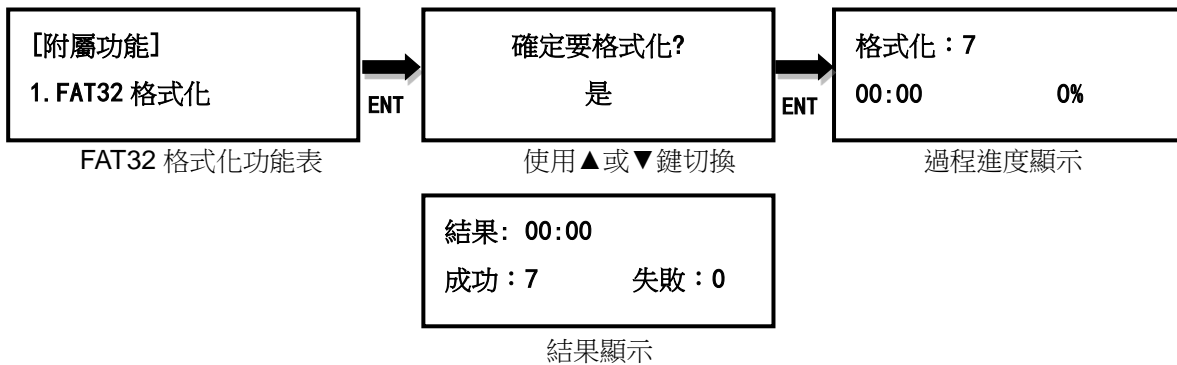 [附屬功能]
1.FAT32 格式化
ENT
確定要格式化?
是
ENT
格式化：7
00:00 0%
FAT32 格式化功能表
使用▲或▼鍵切換
過程進度顯示
結果: 00:00
成功：7 失敗：0
結果顯示